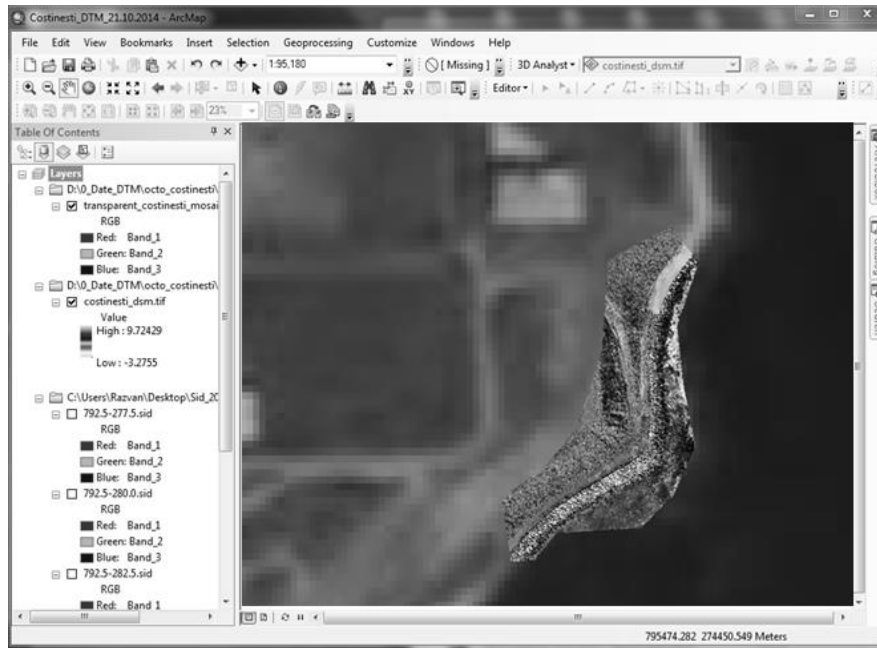 Costinesti_DTM_21.10.2014 - ArcMap
File Edit View Bookmarks Insert Selection Geoprocessing Customize Windows Help
1:95,180 [ Missing ] 3D Analyst costinesti_dsm.tif
Editor
23%
Table Of Contents
Layers
D:\0_Date_DTM\octo_costinesti\
transparent_costinesti_mosai
RGB
Red: Band_1
Green: Band_2
Blue: Band_3
D:\0_Date_DTM\octo_costinesti\
costinesti_dsm.tif
Value
High : 9.72429
Low : -3.2755
C:\Users\Razvan\Desktop\Sid_20
792.5-277.5.sid
RGB
Red: Band_1
Green: Band_2
Blue: Band_3
792.5-280.0.sid
RGB
Red: Band_1
Green: Band_2
Blue: Band_3
792.5-282.5.sid
RGB
Red: Band 1
795474.282 274450.549 Meters